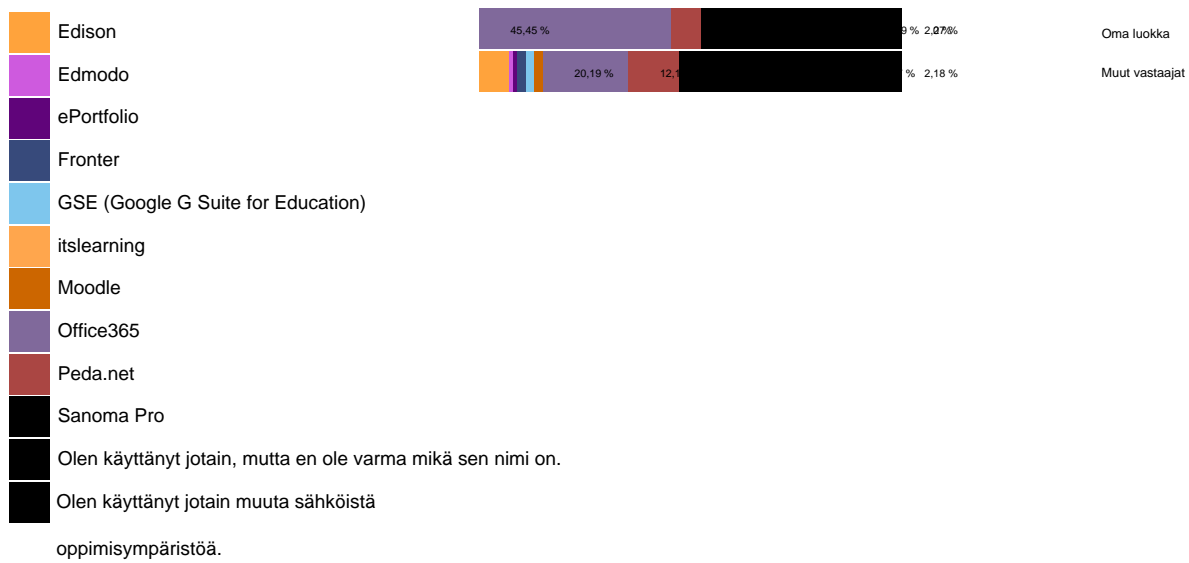 Edison
Edmodo
ePortfolio
Fronter
GSE (Google G Suite for Education)
itslearning
Moodle
Office365
Peda.net
Sanoma Pro
Olen käyttänyt jotain, mutta en ole varma mikä sen nimi on.
Olen käyttänyt jotain muuta sähköistä
oppimisympäristöä.
45,45 % Oma luokka
20,19 % 12,1 % 2,18 % Muut vastaajat